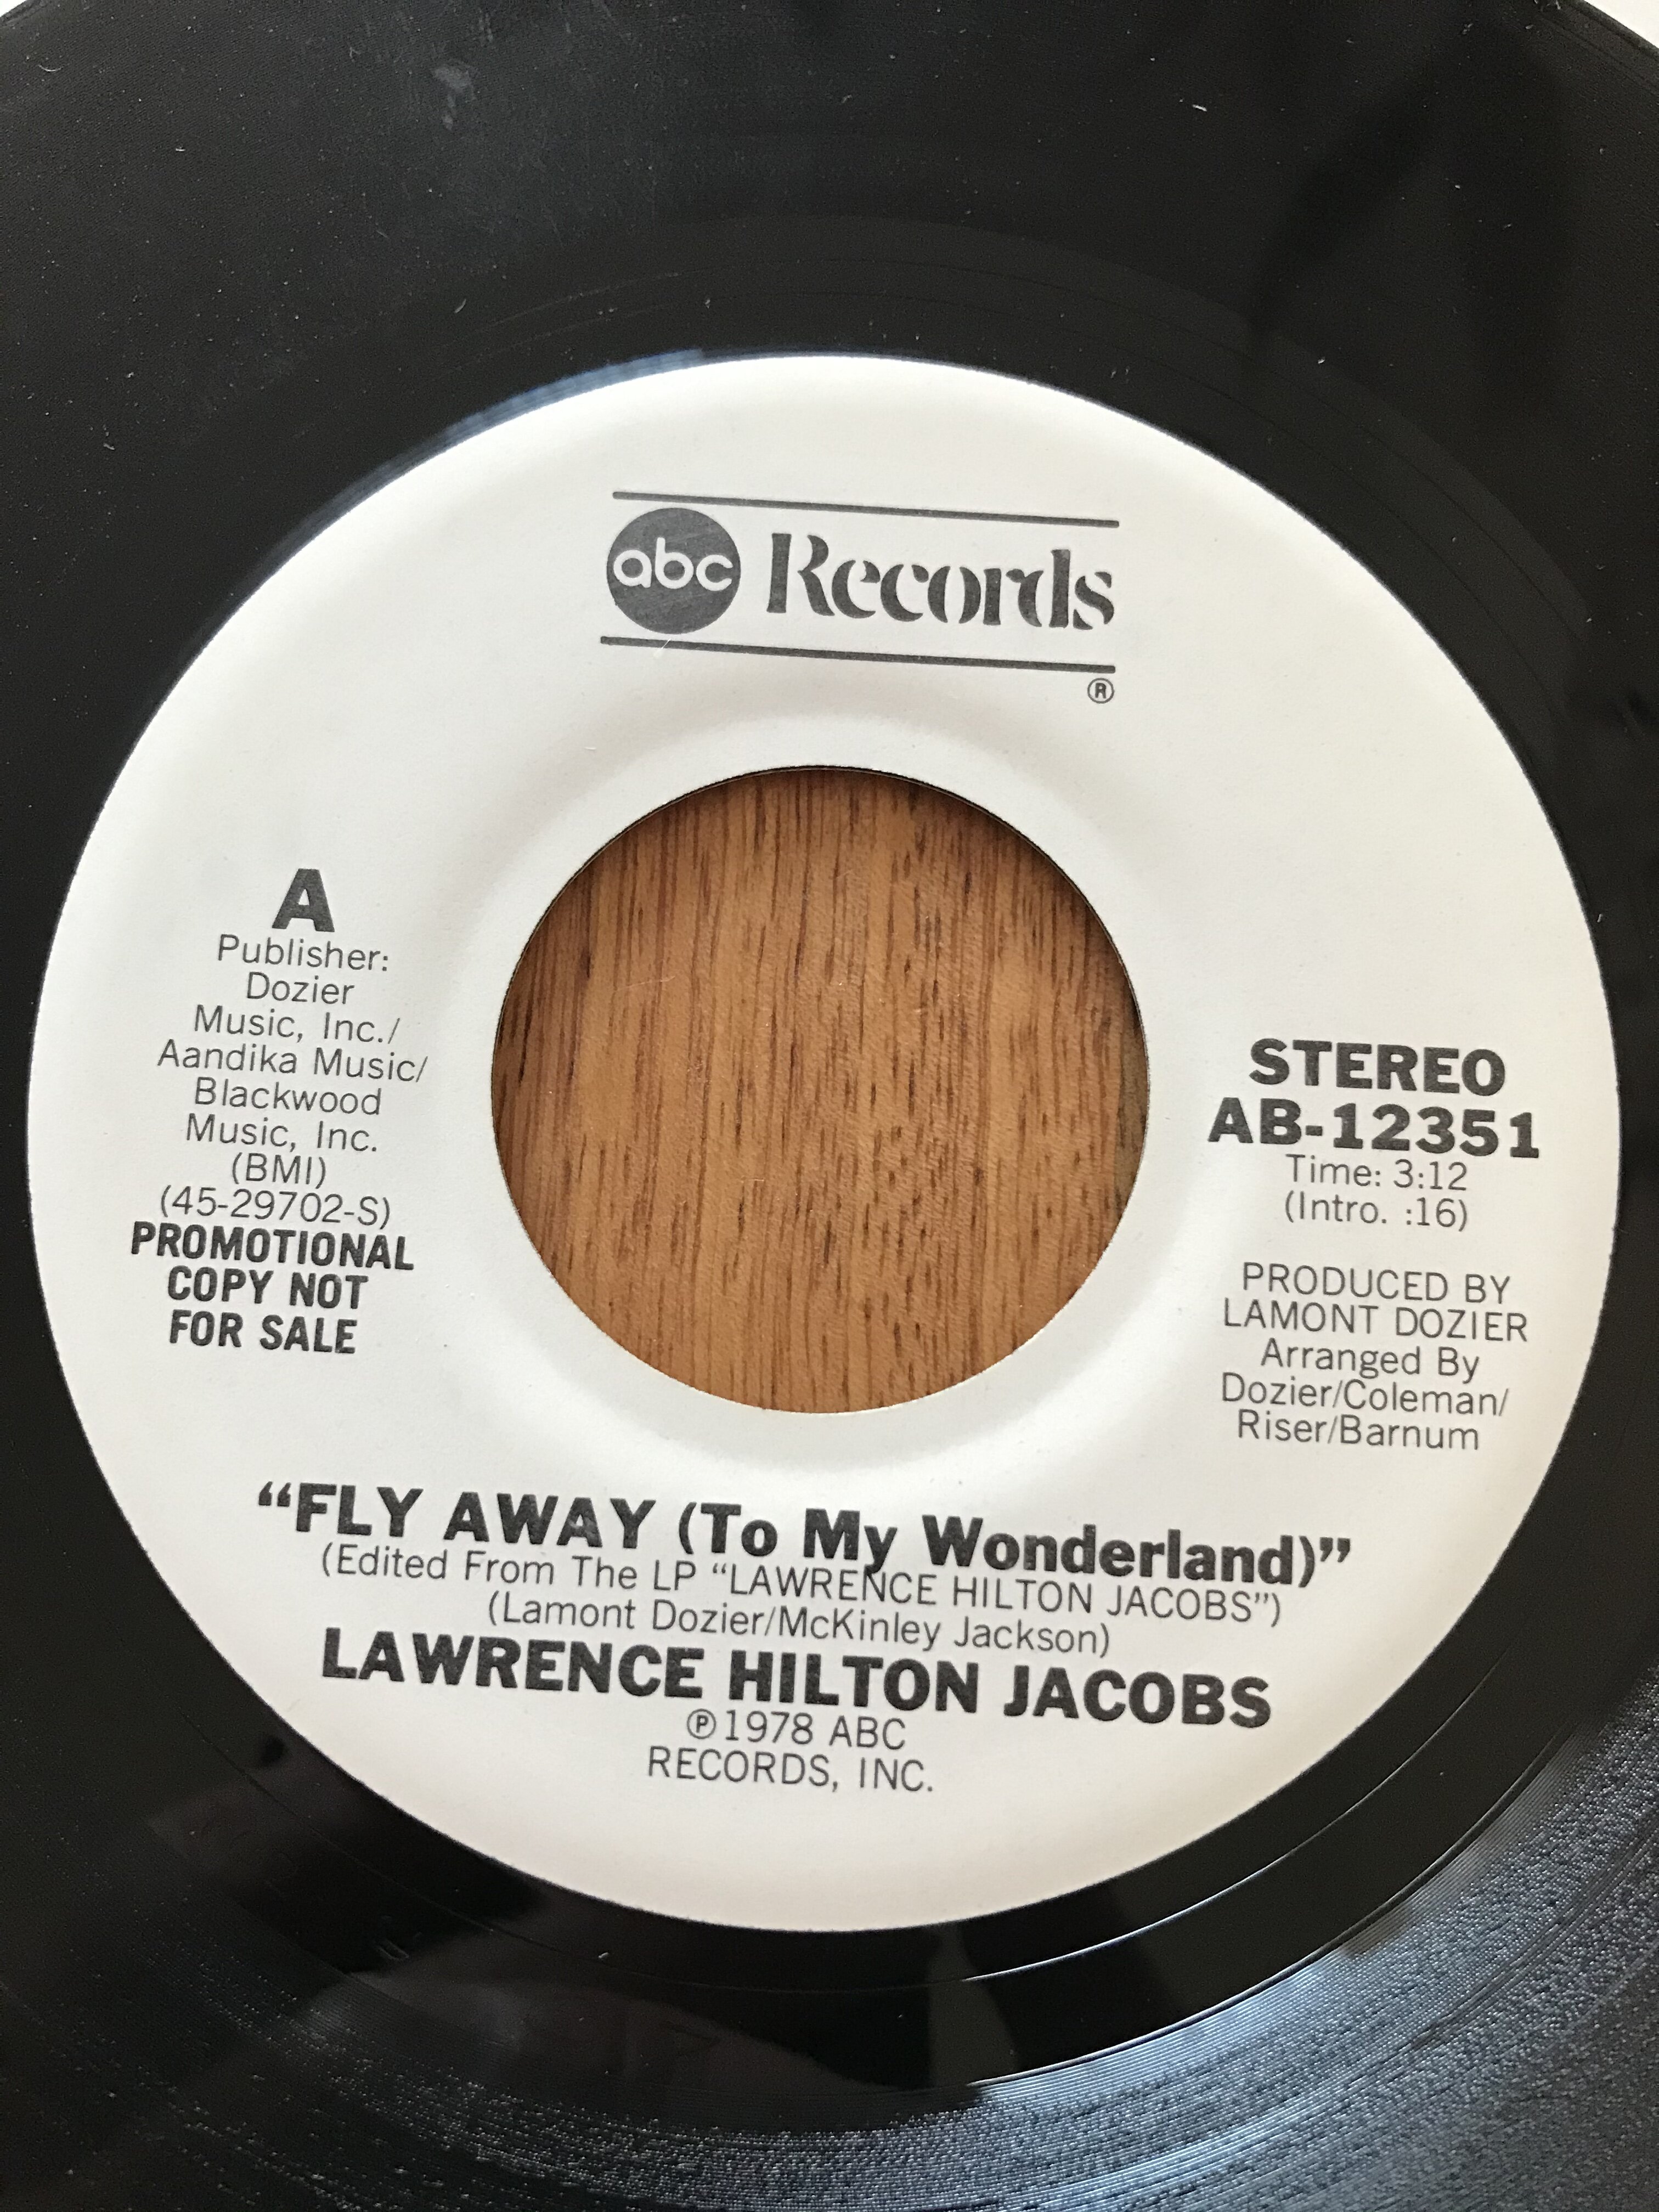 abc Records
®
A
Publisher:
Dozier
Music, Inc./
Aandika Music/
Blackwood
Music, Inc.
(BMI)
(45-29702-S)
PROMOTIONAL
COPY NOT
FOR SALE
STEREO
AB-12351
Time: 3:12
(Intro. :16)
PRODUCED BY
LAMONT DOZIER
Arranged By
Dozier/Coleman/
Riser/Barnum
“FLY AWAY (To My Wonderland)”
(Edited From The LP “LAWRENCE HILTON JACOBS”)
(Lamont Dozier/McKinley Jackson)
LAWRENCE HILTON JACOBS
℗1978 ABC
RECORDS, INC.